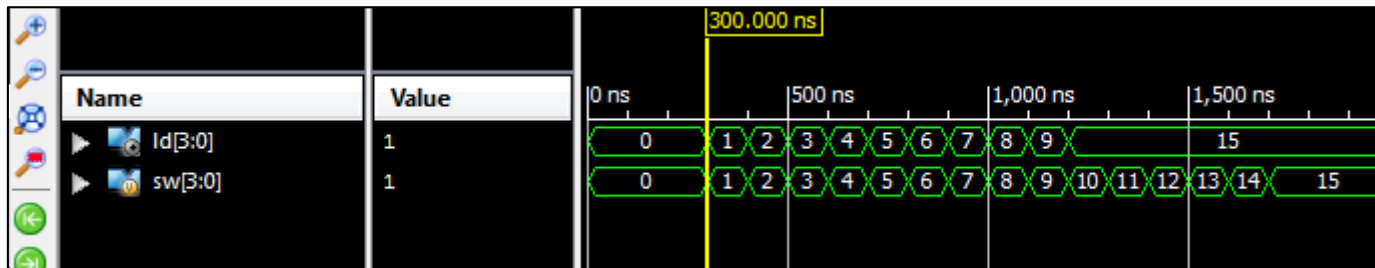 300.000 ns
Name Value 0 ns 500 ns 1,000 ns 1,500 ns
ld[3:0] 1 0 1 2 3 4 5 6 7 8 9 15
sw[3:0] 1 0 1 2 3 4 5 6 7 8 9 10 11 12 13 14 15